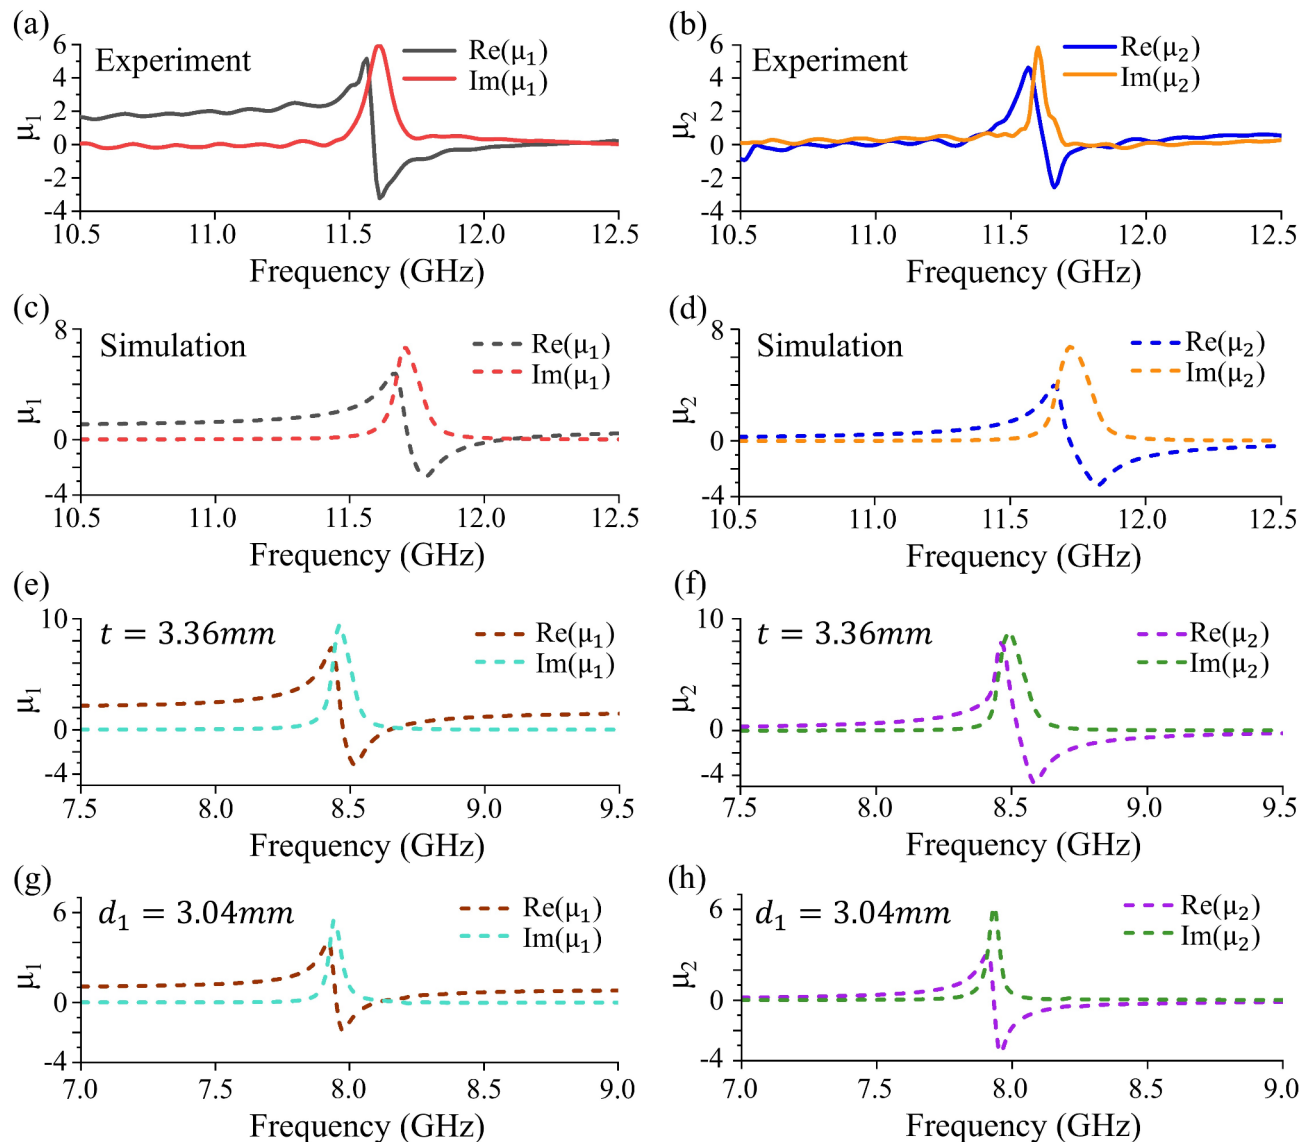 (a)
Experiment
Re(μ₁)
Im(μ₁)
μ₁
6
4
2
0
-2
-4
10.5 11.0 11.5 12.0 12.5
Frequency (GHz)
(b)
Experiment
Re(μ₂)
Im(μ₂)
μ₂
6
4
2
0
-2
-4
10.5 11.0 11.5 12.0 12.5
Frequency (GHz)
(c)
Simulation
Re(μ₁)
Im(μ₁)
μ₁
8
4
0
-4
10.5 11.0 11.5 12.0 12.5
Frequency (GHz)
(d)
Simulation
Re(μ₂)
Im(μ₂)
μ₂
8
4
0
-4
10.5 11.0 11.5 12.0 12.5
Frequency (GHz)
(e)
t = 3.36mm
Re(μ₁)
Im(μ₁)
μ₁
10
4
0
-4
7.5 8.0 8.5 9.0 9.5
Frequency (GHz)
(f)
t = 3.36mm
Re(μ₂)
Im(μ₂)
μ₂
10
4
0
-4
7.5 8.0 8.5 9.0 9.5
Frequency (GHz)
(g)
d₁ = 3.04mm
Re(μ₁)
Im(μ₁)
μ₁
6
0
-4
7.0 7.5 8.0 8.5 9.0
Frequency (GHz)
(h)
d₁ = 3.04mm
Re(μ₂)
Im(μ₂)
μ₂
6
0
-4
7.0 7.5 8.0 8.5 9.0
Frequency (GHz)